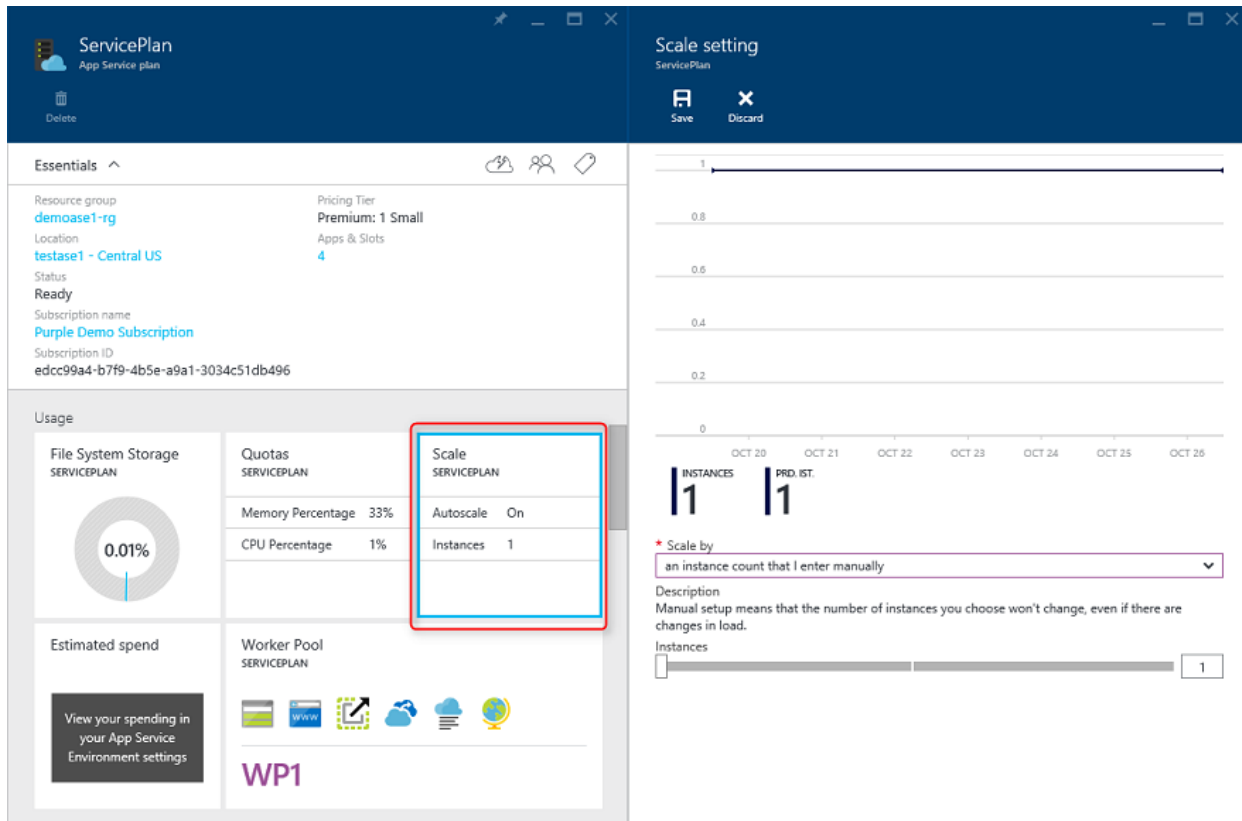 ServicePlan
App Service plan
Delete
Essentials
Resource group
demoase1-rg
Pricing Tier
Premium: 1 Small
Location
testase1 - Central US
Apps & Slots
4
Status
Ready
Subscription name
Purple Demo Subscription
Subscription ID
edcc99a4-b7f9-4b5e-a9a1-3034c51db496
Usage
File System Storage
SERVICEPLAN
0.01%
Quotas
SERVICEPLAN
Memory Percentage 33%
CPU Percentage 1%
Scale
SERVICEPLAN
Autoscale On
Instances 1
Estimated spend
View your spending in
your App Service
Environment settings
Worker Pool
SERVICEPLAN
www
WP1
Scale setting
ServicePlan
Save Discard
1
0.8
0.6
0.4
0.2
0
OCT 20 OCT 21 OCT 22 OCT 23 OCT 24 OCT 25 OCT 26
INSTANCES
1
PRD. IST.
1
* Scale by
an instance count that I enter manually
Description
Manual setup means that the number of instances you choose won't change, even if there are
changes in load.
Instances
1